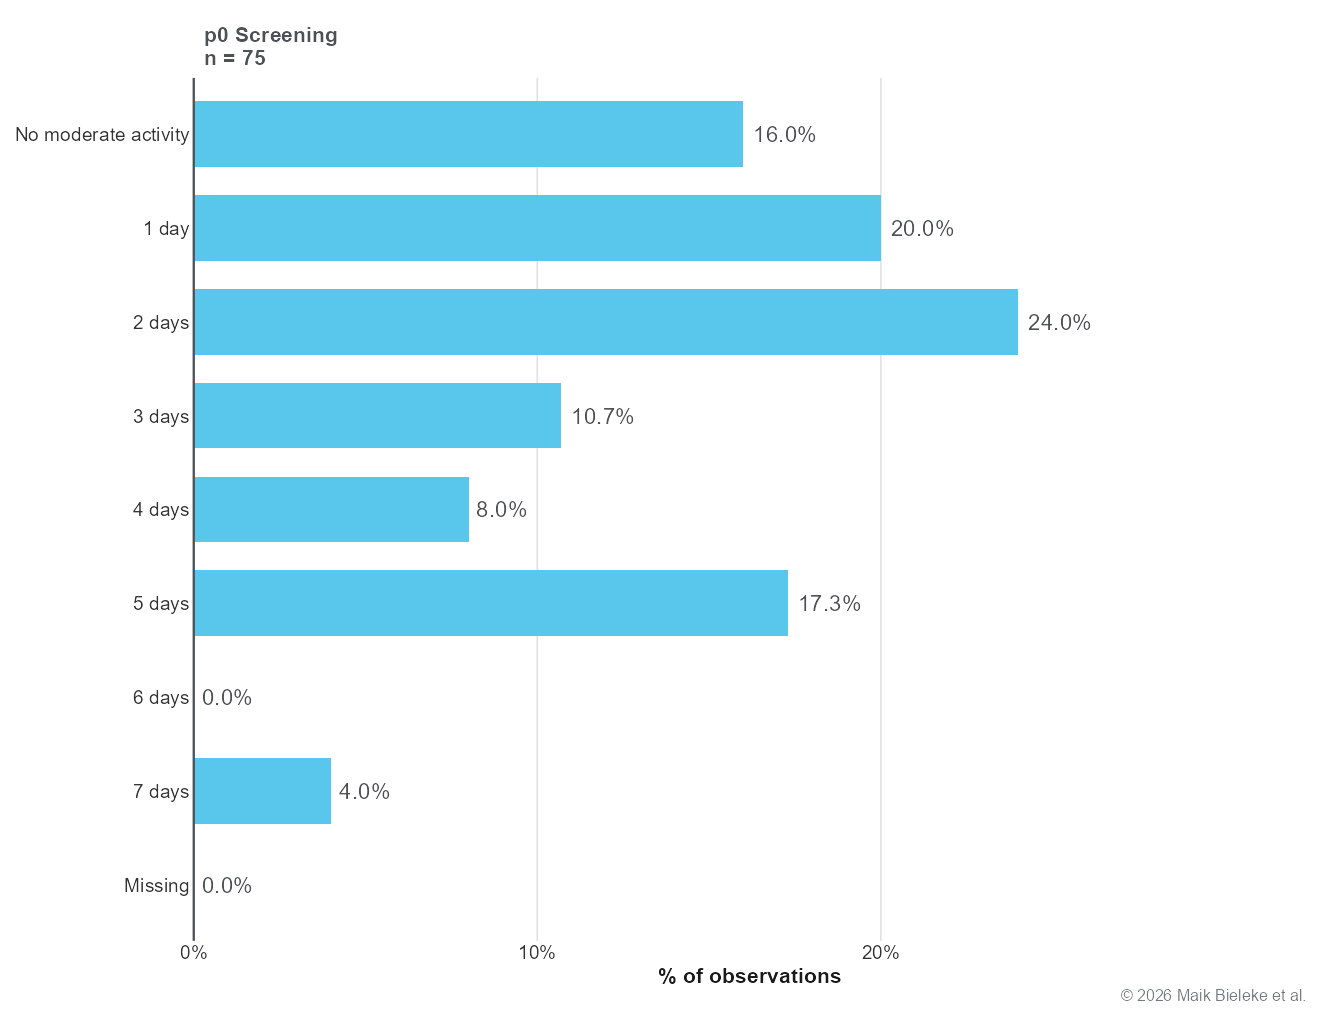 p0 Screening
n = 75
No moderate activity 16.0%
1 day 20.0%
2 days 24.0%
3 days 10.7%
4 days 8.0%
5 days 17.3%
6 days 0.0%
7 days 4.0%
Missing 0.0%
0% 10% 20%
% of observations
© 2026 Maik Bieleke et al.